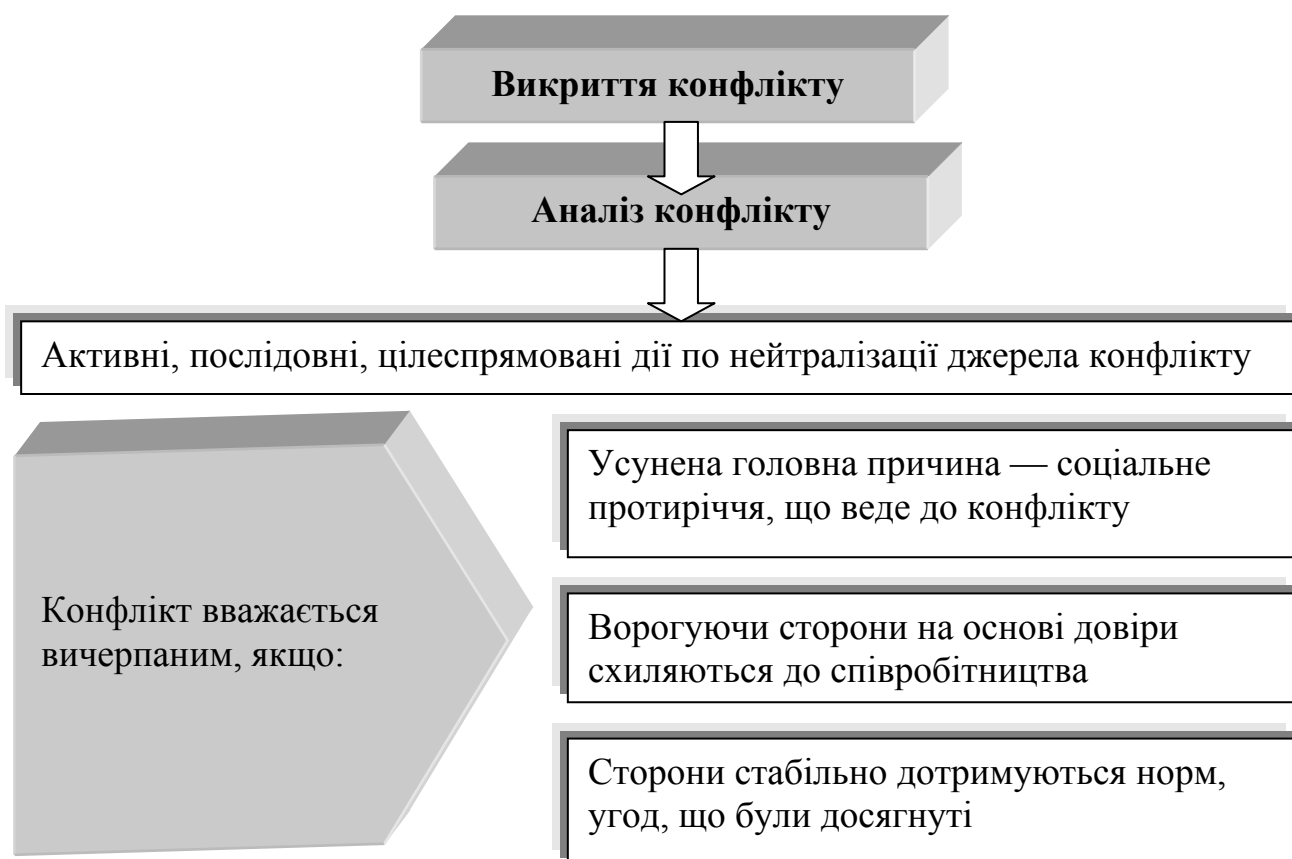 Викриття конфлікту
Аналіз конфлікту
Активні, послідовні, цілеспрямовані дії по нейтралізації джерела конфлікту
Конфлікт вважається
вичерпаним, якщо:
Усунена головна причина — соціальне
протиріччя, що веде до конфлікту
Ворогуючи сторони на основі довіри
схиляються до співробітництва
Сторони стабільно дотримуються норм,
угод, що були досягнуті